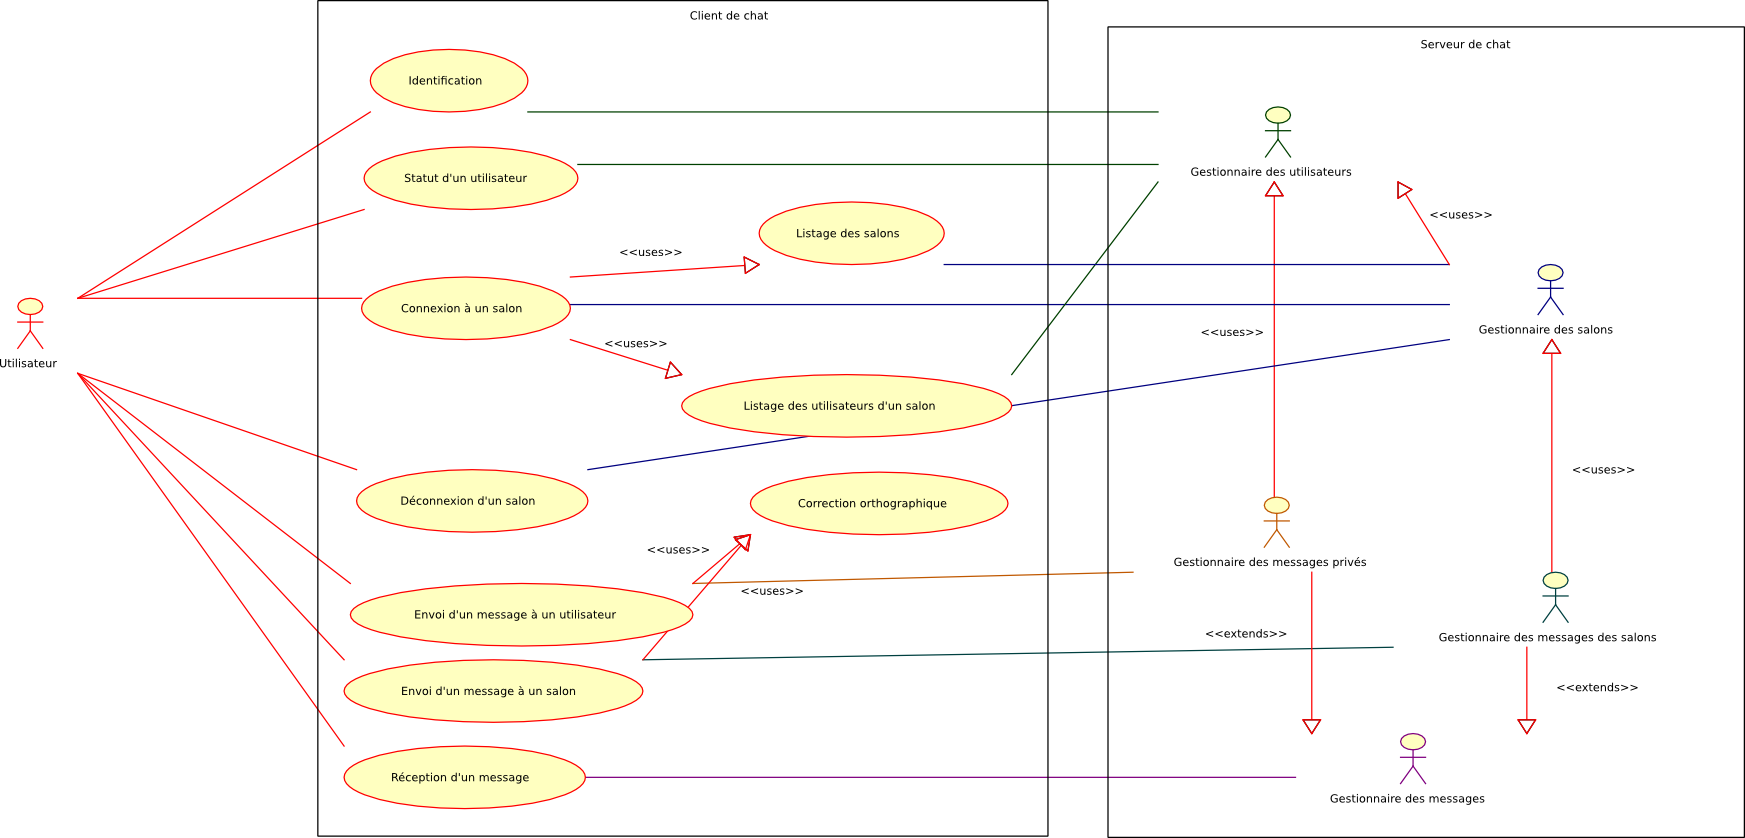 Client de chat
Serveur de chat
Identification
Gestionnaire des utilisateurs
Statut d'un utilisateur
<<uses>>
Listage des salons
<<uses>>
Connexion à un salon
Gestionnaire des salons
<<uses>>
<<uses>>
Utilisateur
Listage des utilisateurs d'un salon
<<uses>>
Déconnexion d'un salon
Correction orthographique
<<uses>>
Gestionnaire des messages privés
<<uses>>
Envoi d'un message à un utilisateur
<<extends>>
Gestionnaire des messages des salons
Envoi d'un message à un salon
<<extends>>
Réception d'un message
Gestionnaire des messages